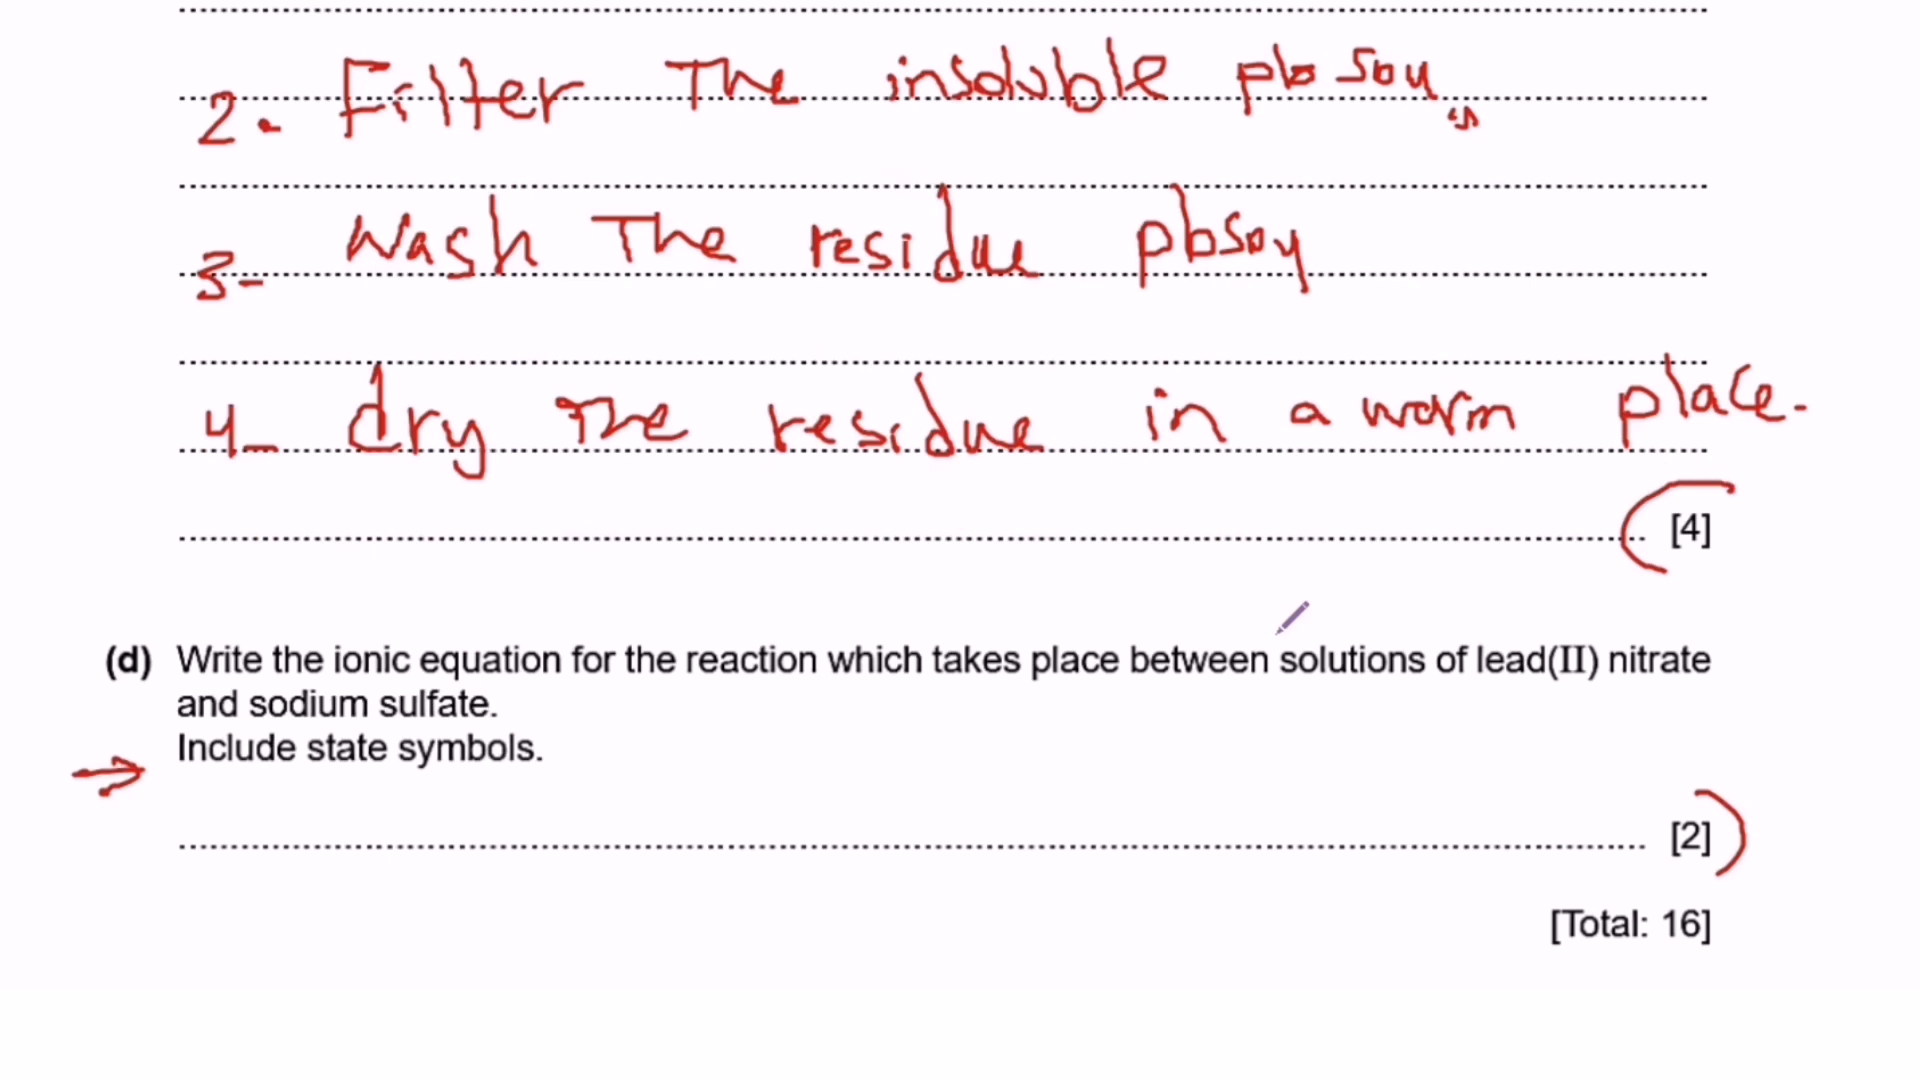 2. Filter The insoluble pbSO4(s)
3- Wash The residue pbSO4
4- dry The residue in a warm place.
[4]
(d) Write the ionic equation for the reaction which takes place between solutions of lead(II) nitrate
and sodium sulfate.
Include state symbols.
[2]
[Total: 16]